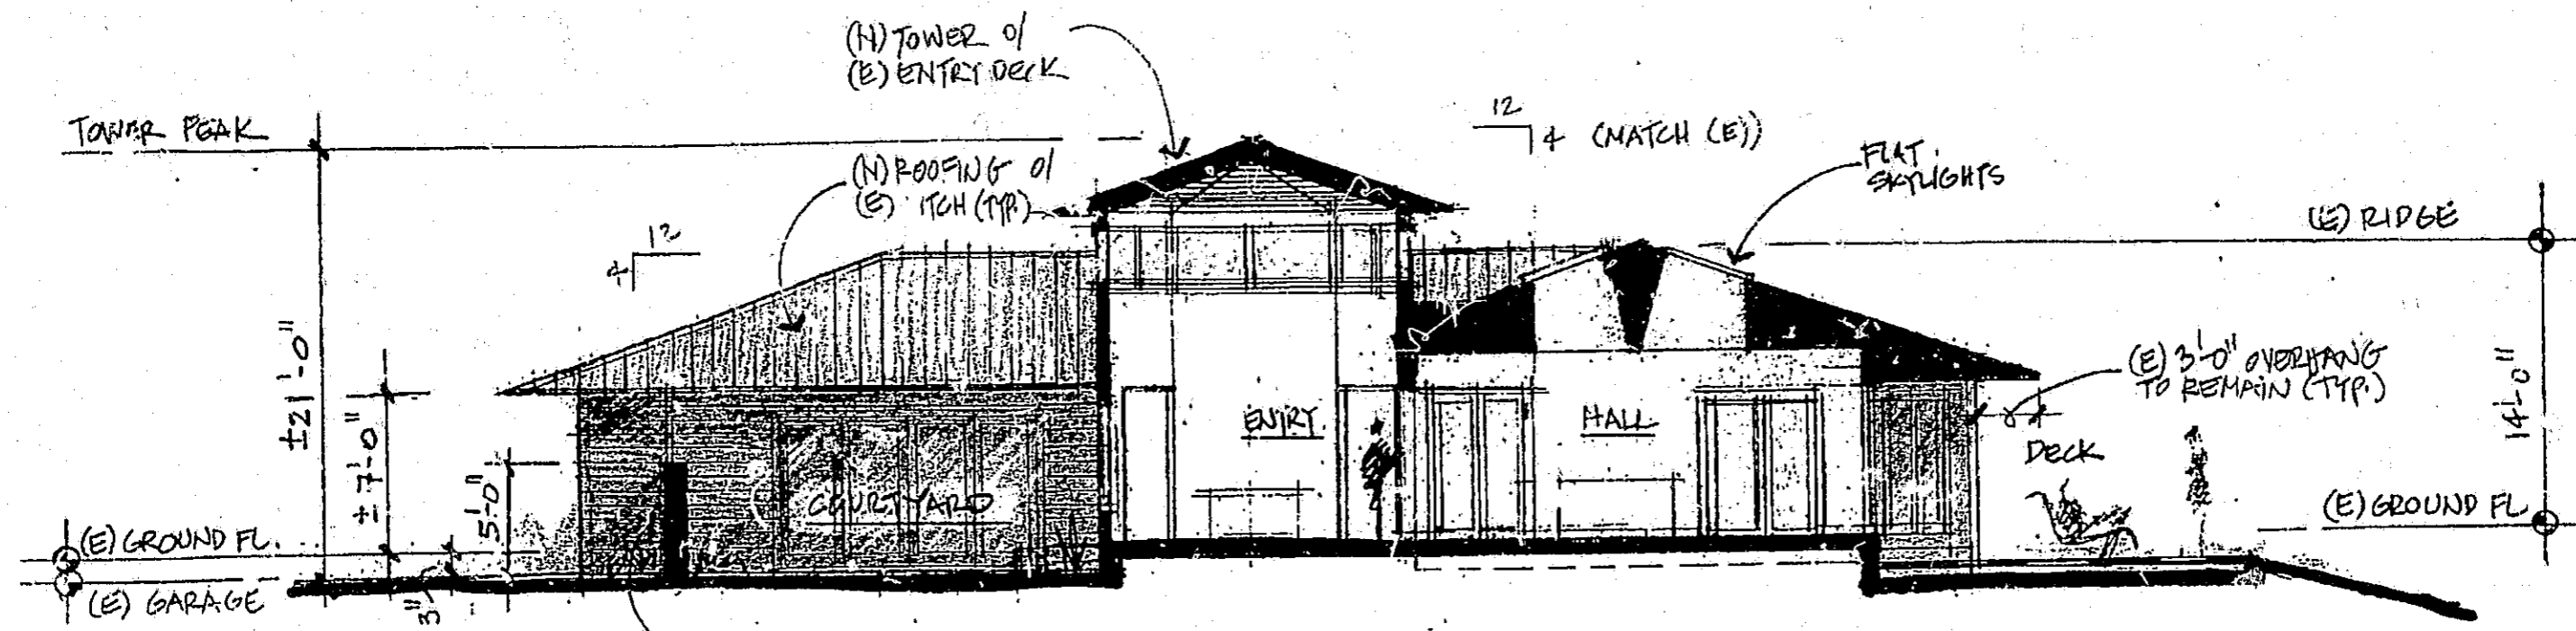 (N) TOWER O/
(E) ENTRY DECK
TOWER PEAK
12
4 (MATCH (E))
FLAT
SKYLIGHTS
(N) ROOFING O/
(E) ITCH (TYP.)
(E) RIDGE
12
4
(E) 3'-0" OVERHANG
TO REMAIN (TYP.)
±21'-0"
±7'-0"
5'-0"
14'-0"
ENTRY
HALL
DECK
COURTYARD
(E) GROUND FL.
(E) GROUND FL
(E) GARAGE
3"